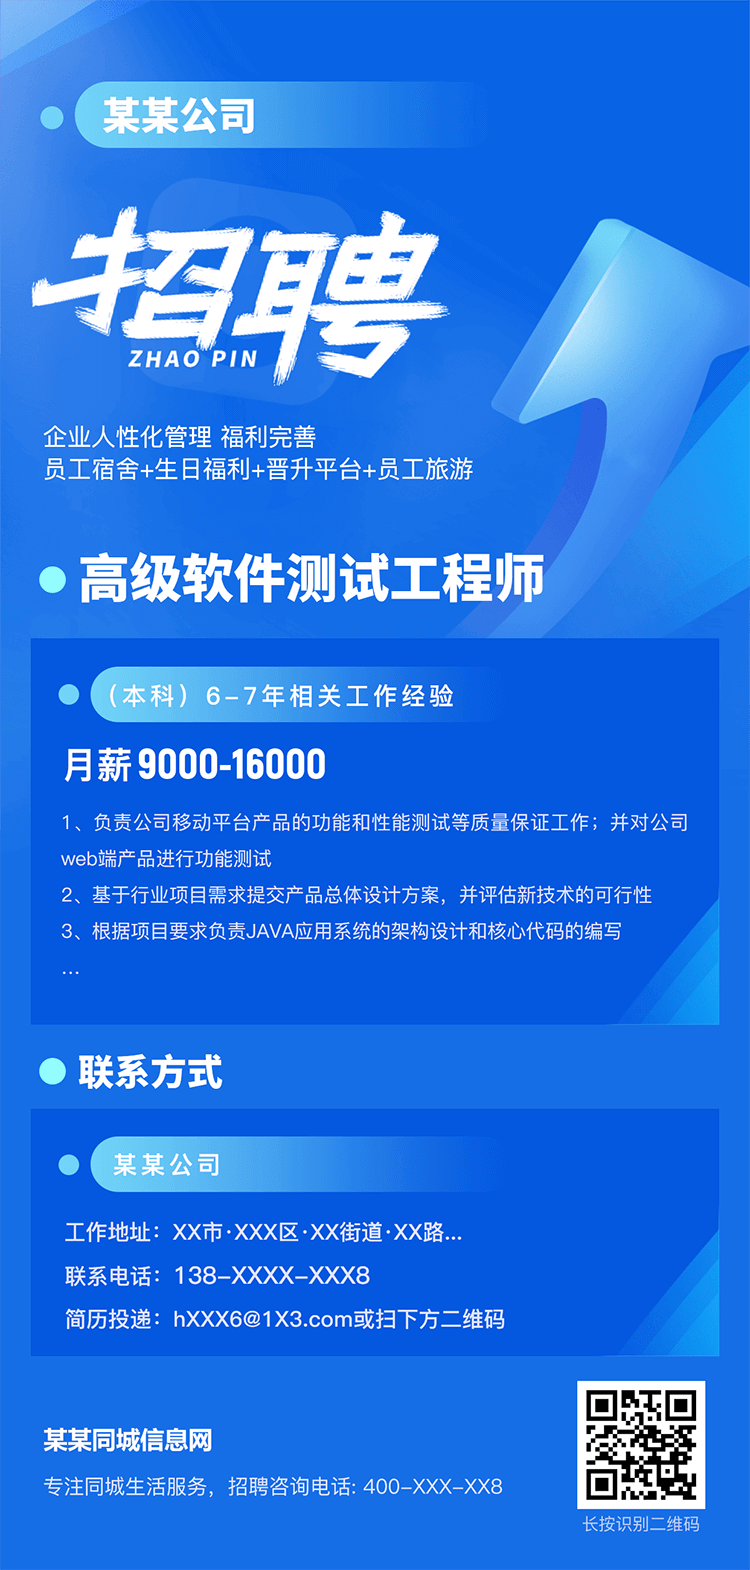 某某公司
招聘
ZHAO PIN
企业人性化管理 福利完善
员工宿舍+生日福利+晋升平台+员工旅游
高级软件测试工程师
（本科）6-7年相关工作经验
月薪9000-16000
1、负责公司移动平台产品的功能和性能测试等质量保证工作；并对公司
web端产品进行功能测试
2、基于行业项目需求提交产品总体设计方案，并评估新技术的可行性
3、根据项目要求负责JAVA应用系统的架构设计和核心代码的编写
...
联系方式
某某公司
工作地址：XX市·XXX区·XX街道·XX路...
联系电话：138-XXXX-XXX8
简历投递：hXXX6@1X3.com或扫下方二维码
某某同城信息网
专注同城生活服务，招聘咨询电话: 400-XXX-XX8
长按识别二维码